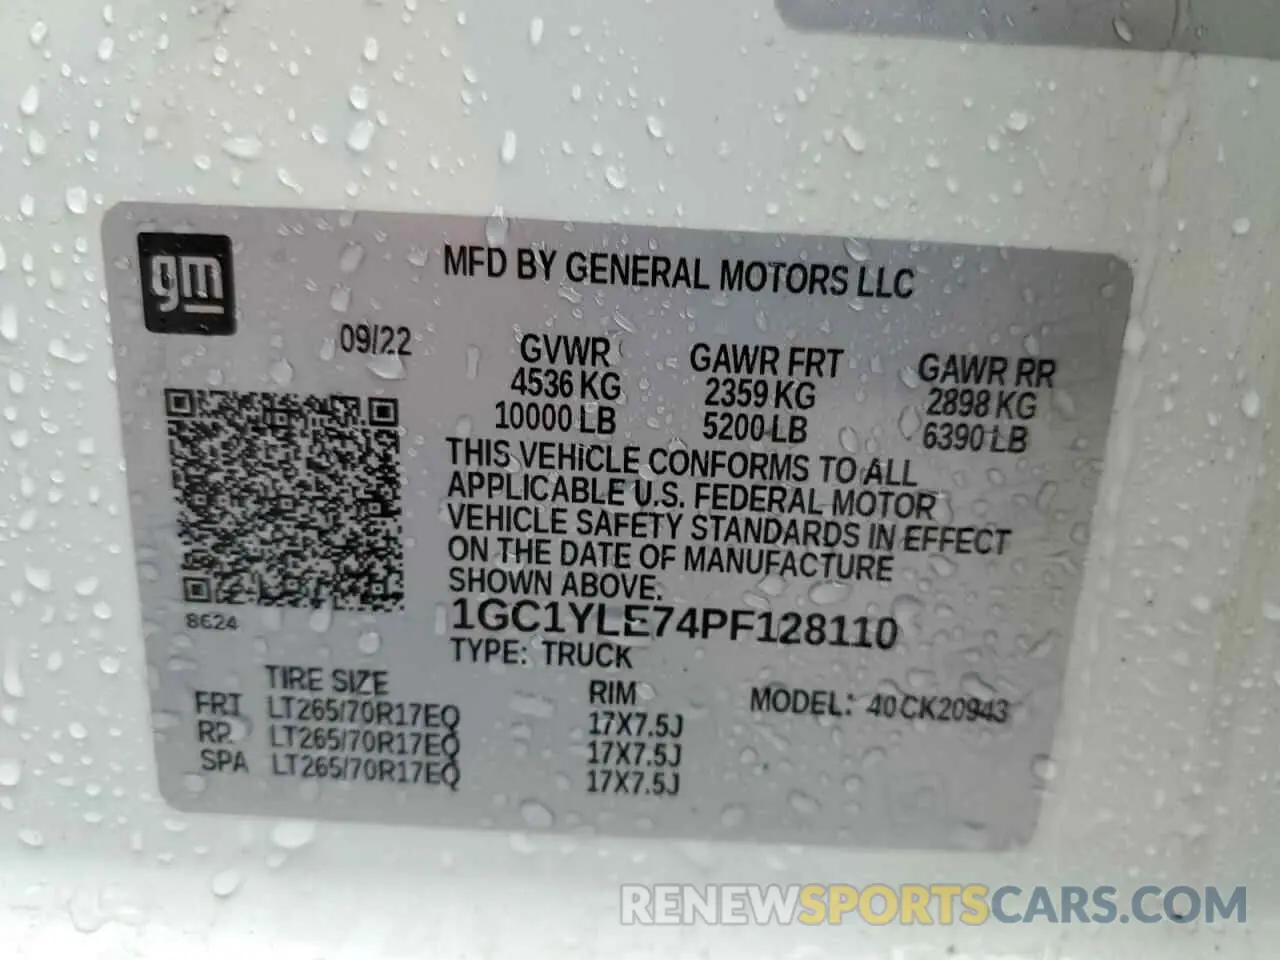 gm
MFD BY GENERAL MOTORS LLC
09/22
GVWR GAWR FRT GAWR RR
4536 KG 2359 KG 2898 KG
10000 LB 5200 LB 6390 LB
THIS VEHICLE CONFORMS TO ALL
APPLICABLE U.S. FEDERAL MOTOR
VEHICLE SAFETY STANDARDS IN EFFECT
ON THE DATE OF MANUFACTURE
SHOWN ABOVE.
8624
1GC1YLE74PF128110
TYPE: TRUCK
TIRE SIZE RIM MODEL: 40CK20943
FRT LT265/70R17EQ 17X7.5J
RR LT265/70R17EQ 17X7.5J
SPA LT265/70R17EQ 17X7.5J
RENEWSPORTSCARS.COM